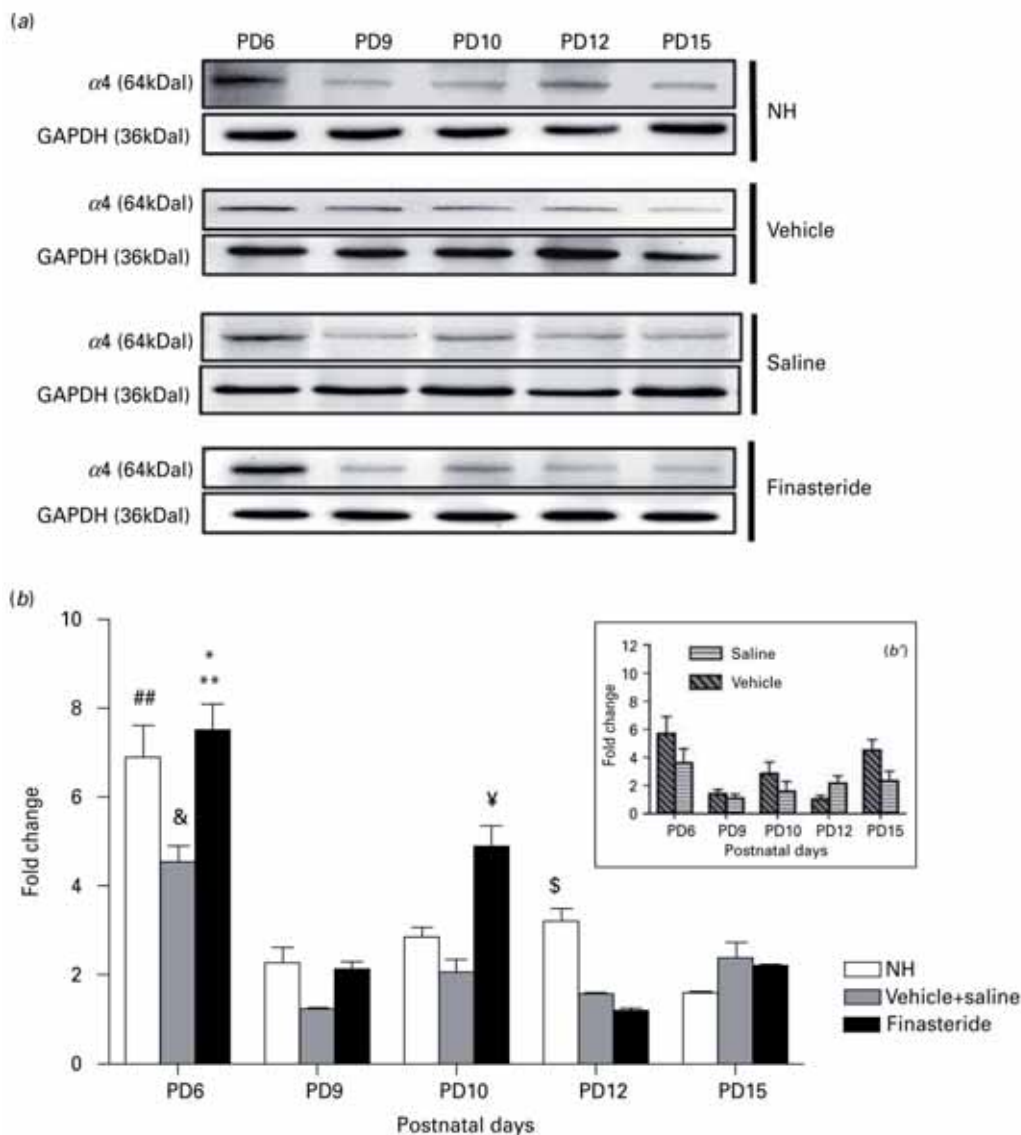 (a)
PD6 PD9 PD10 PD12 PD15
α4 (64kDal)
GAPDH (36kDal)
NH
α4 (64kDal)
GAPDH (36kDal)
Vehicle
α4 (64kDal)
GAPDH (36kDal)
Saline
α4 (64kDal)
GAPDH (36kDal)
Finasteride
(b)
Fold change
10
8
6
4
2
0
##
&
*
**
¥
$
PD6 PD9 PD10 PD12 PD15
Postnatal days
(b')
Fold change
12
10
8
6
4
2
0
Saline
Vehicle
PD6 PD9 PD10 PD12 PD15
Postnatal days
NH
Vehicle+saline
Finasteride